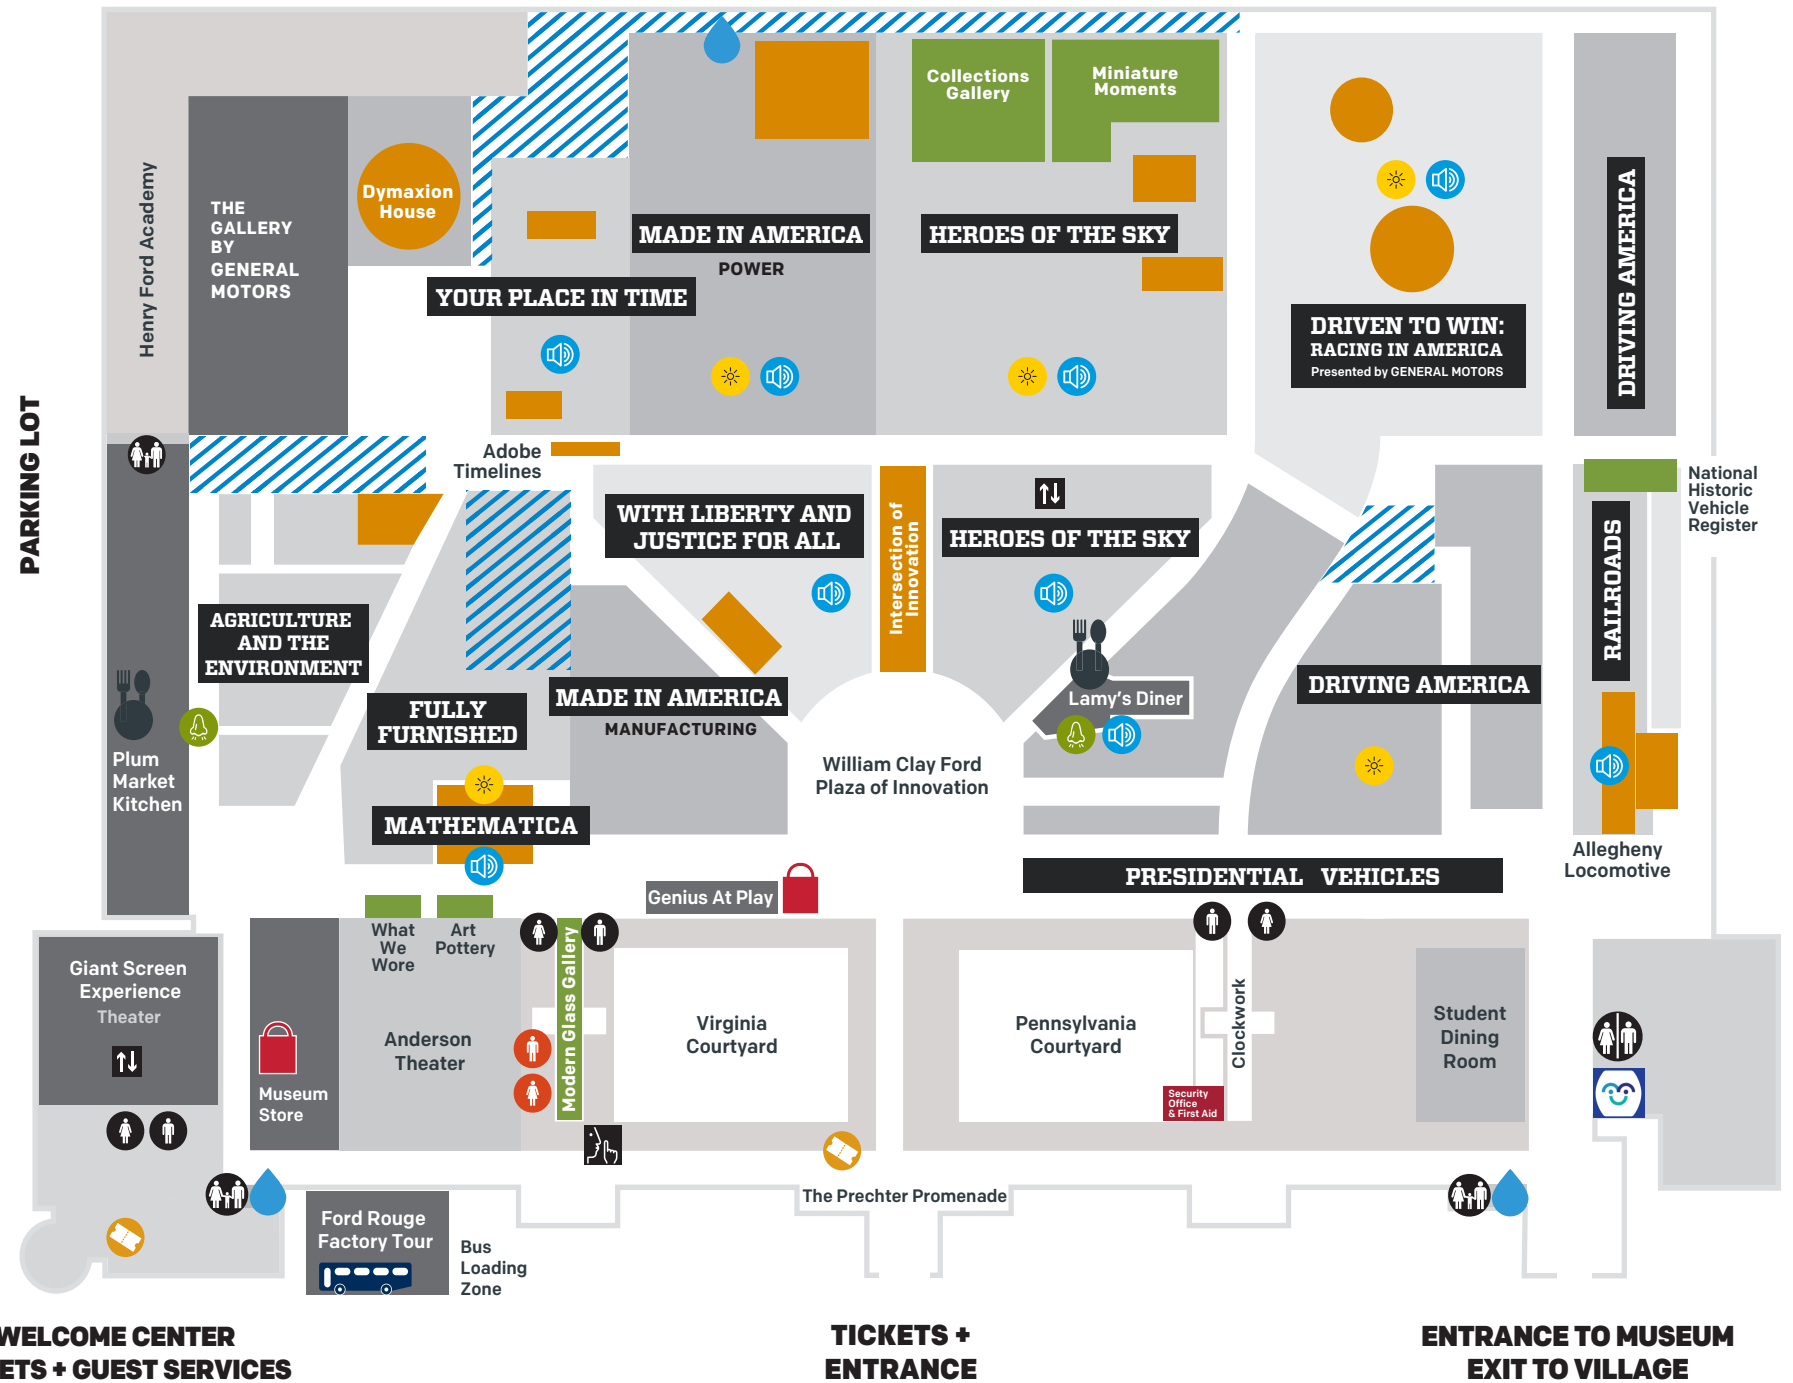 Collections
Gallery
Miniature
Moments
Henry Ford Academy
THE
GALLERY
BY
GENERAL
MOTORS
Dymaxion
House
MADE IN AMERICA
POWER
HEROES OF THE SKY
YOUR PLACE IN TIME
DRIVEN TO WIN:
RACING IN AMERICA
Presented by GENERAL MOTORS
DRIVING AMERICA
PARKING LOT
Adobe
Timelines
WITH LIBERTY AND
JUSTICE FOR ALL
Intersection of
Innovation
HEROES OF THE SKY
National
Historic
Vehicle
Register
RAILROADS
AGRICULTURE
AND THE
ENVIRONMENT
FULLY
FURNISHED
MADE IN AMERICA
MANUFACTURING
Lamy's Diner
DRIVING AMERICA
Plum
Market
Kitchen
William Clay Ford
Plaza of Innovation
MATHEMATICA
Allegheny
Locomotive
PRESIDENTIAL VEHICLES
Genius At Play
What
We
Wore
Art
Pottery
Modern Glass Gallery
Giant Screen
Experience
Theater
Anderson
Theater
Virginia
Courtyard
Pennsylvania
Courtyard
Clockwork
Student
Dining
Room
Museum
Store
Security
Office
& First Aid
The Prechter Promenade
Ford Rouge
Factory Tour
Bus
Loading
Zone
WELCOME CENTER
ETS + GUEST SERVICES
TICKETS +
ENTRANCE
ENTRANCE TO MUSEUM
EXIT TO VILLAGE